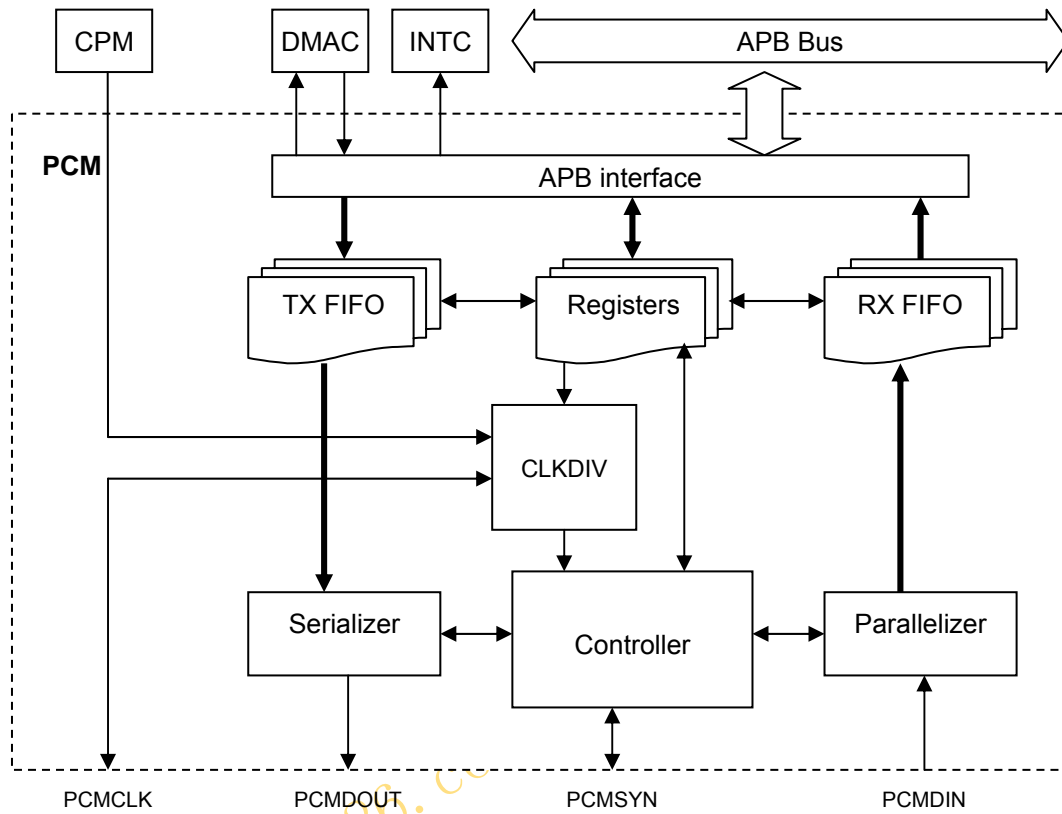 CPM
DMAC
INTC
APB Bus
PCM
APB interface
TX FIFO
Registers
RX FIFO
CLKDIV
Serializer
Controller
Parallelizer
PCMCLK
PCMDOUT
PCMSYN
PCMDIN